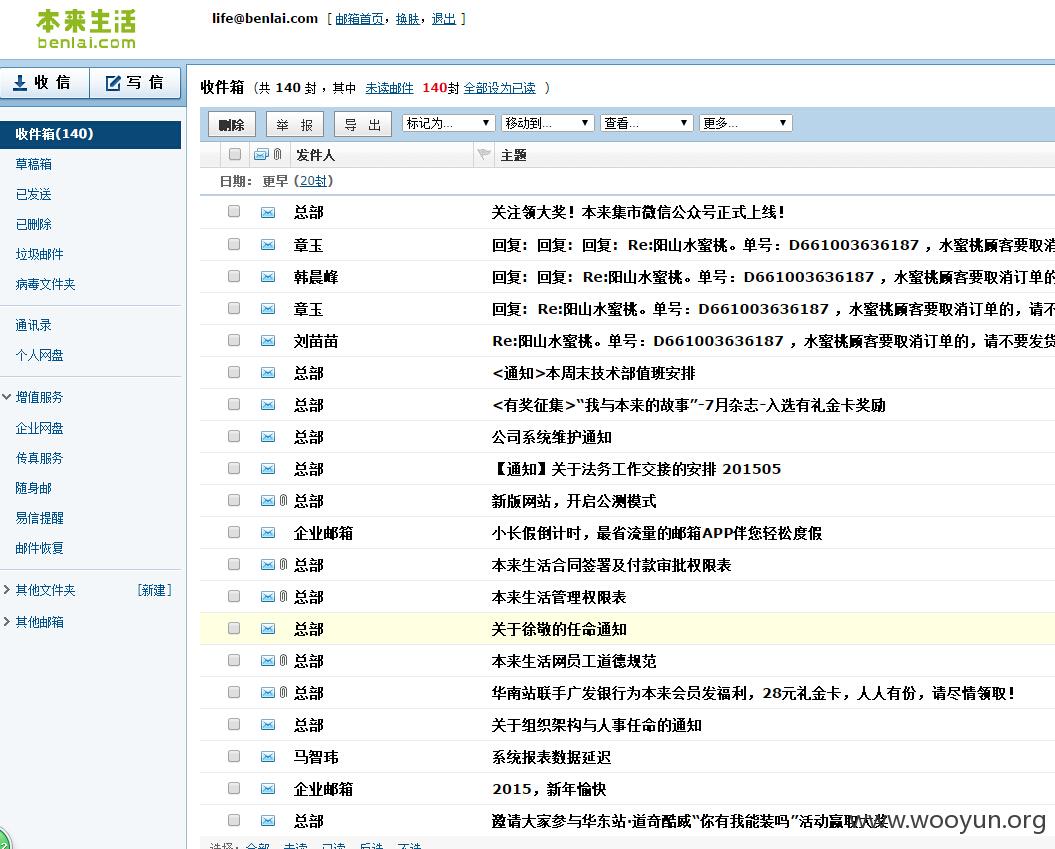 本来生活
benlai.com
life@benlai.com [ 邮箱首页, 换肤, 退出 ]
收信 写信
收件箱(140)
草稿箱
已发送
已删除
垃圾邮件
病毒文件夹
通讯录
个人网盘
增值服务
企业网盘
传真服务
随身邮
易信提醒
邮件恢复
其他文件夹 [新建]
其他邮箱
收件箱 (共 140 封，其中 未读邮件 140封 全部设为已读 )
删除 举 报 导 出 标记为... 移动到... 查看... 更多...
发件人 主题
日期： 更早 (20封)
总部 关注领大奖！本来集市微信公众号正式上线！
章玉 回复：回复：回复：Re:阳山水蜜桃。单号：D661003636187 ，水蜜桃顾客要取消
韩晨峰 回复：回复：Re:阳山水蜜桃。单号：D661003636187 ，水蜜桃顾客要取消订单的
章玉 回复：Re:阳山水蜜桃。单号：D661003636187 ，水蜜桃顾客要取消订单的，请不
刘苗苗 Re:阳山水蜜桃。单号：D661003636187 ，水蜜桃顾客要取消订单的，请不要发货
总部 <通知>本周末技术部值班安排
总部 <有奖征集>“我与本来的故事”-7月杂志-入选有礼金卡奖励
总部 公司系统维护通知
总部 【通知】关于法务工作交接的安排 201505
总部 新版网站，开启公测模式
企业邮箱 小长假倒计时，最省流量的邮箱APP伴您轻松度假
总部 本来生活合同签署及付款审批权限表
总部 本来生活管理权限表
总部 关于徐敬的任命通知
总部 本来生活网员工道德规范
总部 华南站联手广发银行为本来会员发福利，28元礼金卡，人人有份，请尽情领取！
总部 关于组织架构与人事任命的通知
马智玮 系统报表数据延迟
企业邮箱 2015，新年愉快
总部 邀请大家参与华东站·道奇酷威“你有我能装吗”活动赢取大奖
www.wooyun.org
选择： 全部 未读 已读 反选 不选